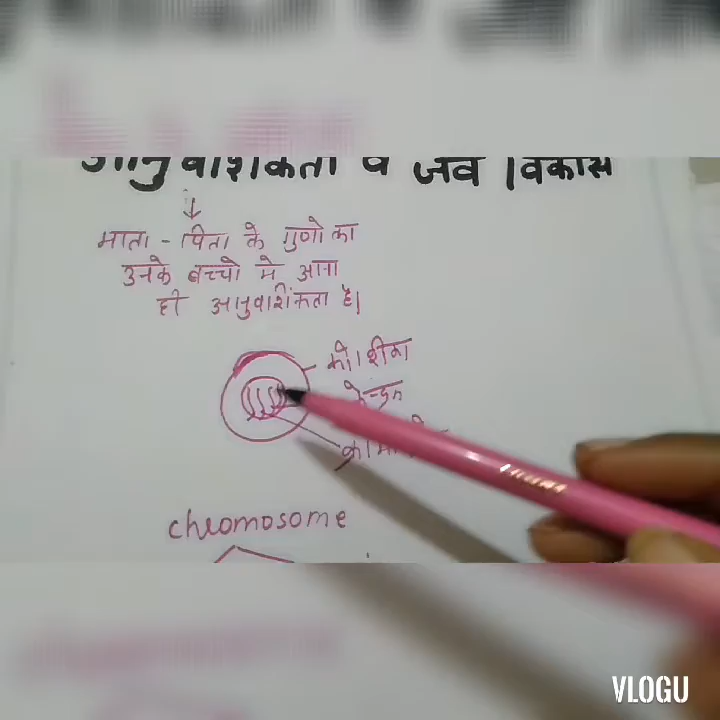 आनुवांशिकता व जैव विकास
माता - पिता के गुणो का
उनके बच्चो मे आना
ही आनुवाशिंकता है।
कोशिका
chromosome
VLOGU